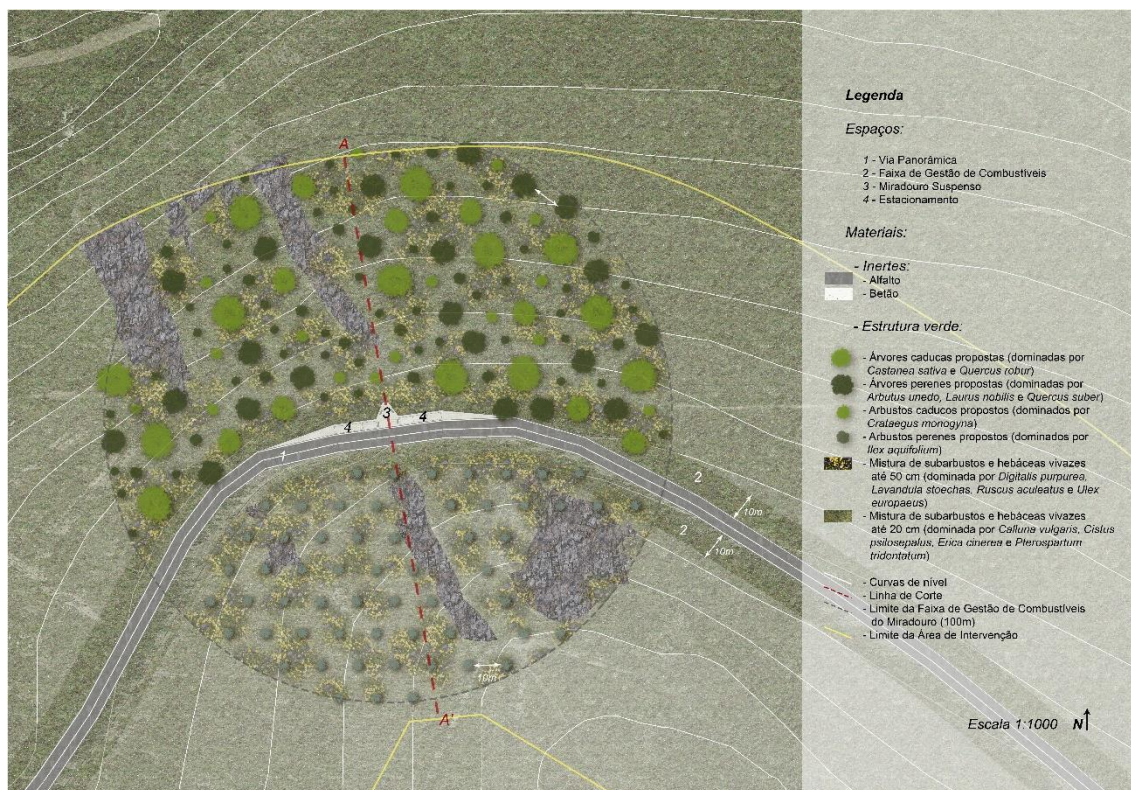 A
3
4
4
1
2
2
10m
10m
10m
A'
Legenda
Espaços:
1 - Via Panorâmica
2 - Faixa de Gestão de Combustíveis
3 - Miradouro Suspenso
4 - Estacionamento
Materiais:
- Inertes:
- Alfalto
- Betão
- Estrutura verde:
- Árvores caducas propostas (dominadas por
Castanea sativa e Quercus robur)
- Árvores perenes propostas (dominadas por
Arbutus unedo, Laurus nobilis e Quercus suber)
- Arbustos caducos propostos (dominados por
Crataegus monogyna)
- Arbustos perenes propostos (dominados por
Ilex aquifolium)
- Mistura de subarbustos e hebáceas vivazes
até 50 cm (dominada por Digitalis purpurea,
Lavandula stoechas, Ruscus aculeatus e Ulex
europaeus)
- Mistura de subarbustos e hebáceas vivazes
até 20 cm (dominada por Calluna vulgaris, Cistus
psilosepalus, Erica cinerea e Pterospartum
tridontatum)
- Curvas de nível
- Linha de Corte
- Limite da Faixa de Gestão de Combustíveis
do Miradouro (100m)
- Limite da Área de Intervenção
Escala 1:1000 N